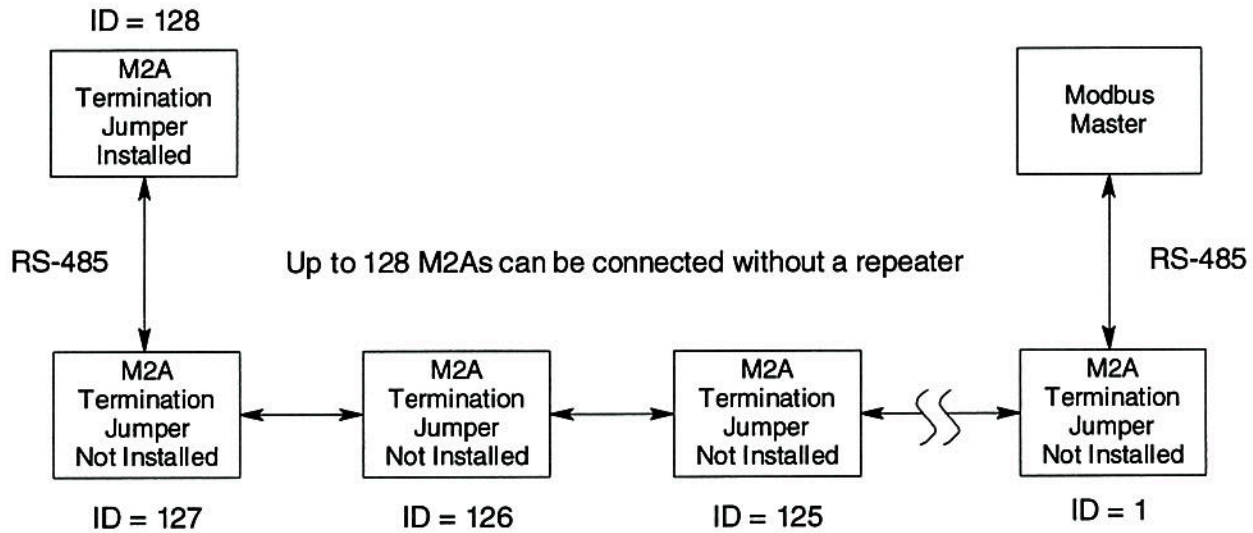 ID = 128
M2A
Termination
Jumper
Installed
Modbus
Master
RS-485
Up to 128 M2As can be connected without a repeater
RS-485
M2A
Termination
Jumper
Not Installed
M2A
Termination
Jumper
Not Installed
M2A
Termination
Jumper
Not Installed
M2A
Termination
Jumper
Not Installed
ID = 127
ID = 126
ID = 125
ID = 1